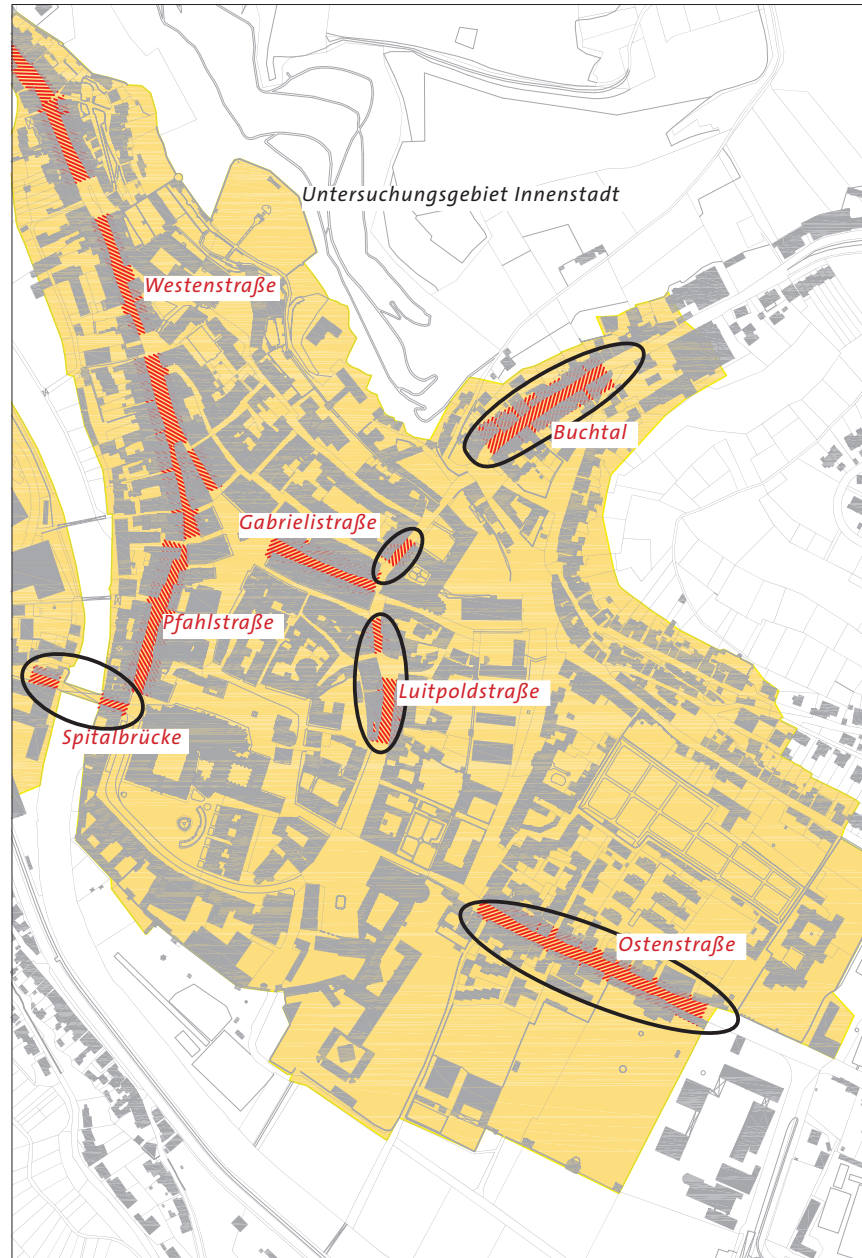 Untersuchungsgebiet Innenstadt
Westenstraße
Buchtal
Gabrielistraße
Pfahlstraße
Luitpoldstraße
Spitalbrücke
Ostenstraße